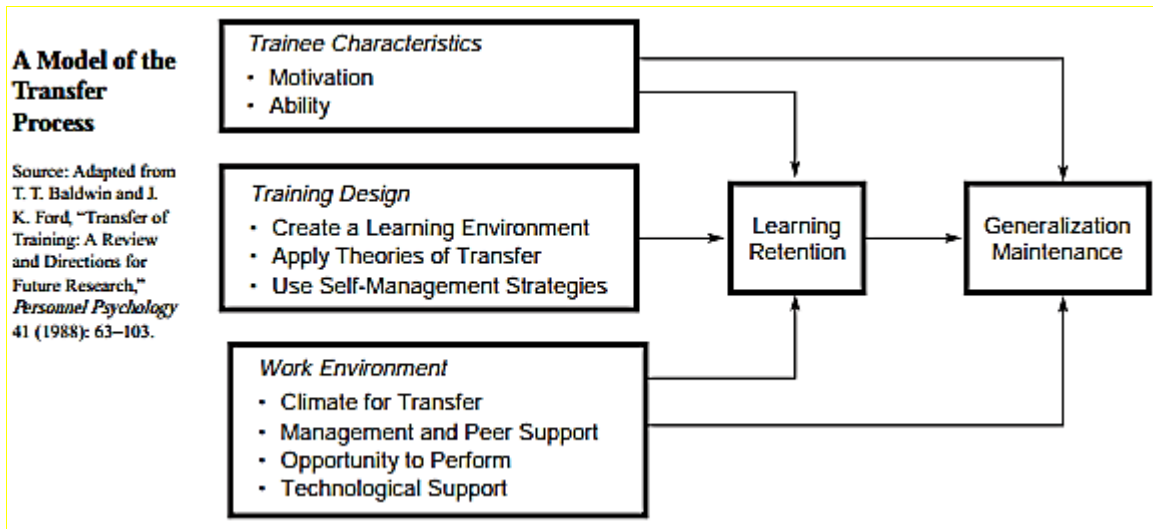 A Model of the
Transfer
Process
Source: Adapted from
T. T. Baldwin and J.
K. Ford, “Transfer of
Training: A Review
and Directions for
Future Research,”
Personnel Psychology
41 (1988): 63–103.
Trainee Characteristics
• Motivation
• Ability
Training Design
• Create a Learning Environment
• Apply Theories of Transfer
• Use Self-Management Strategies
Work Environment
• Climate for Transfer
• Management and Peer Support
• Opportunity to Perform
• Technological Support
Learning
Retention
Generalization
Maintenance